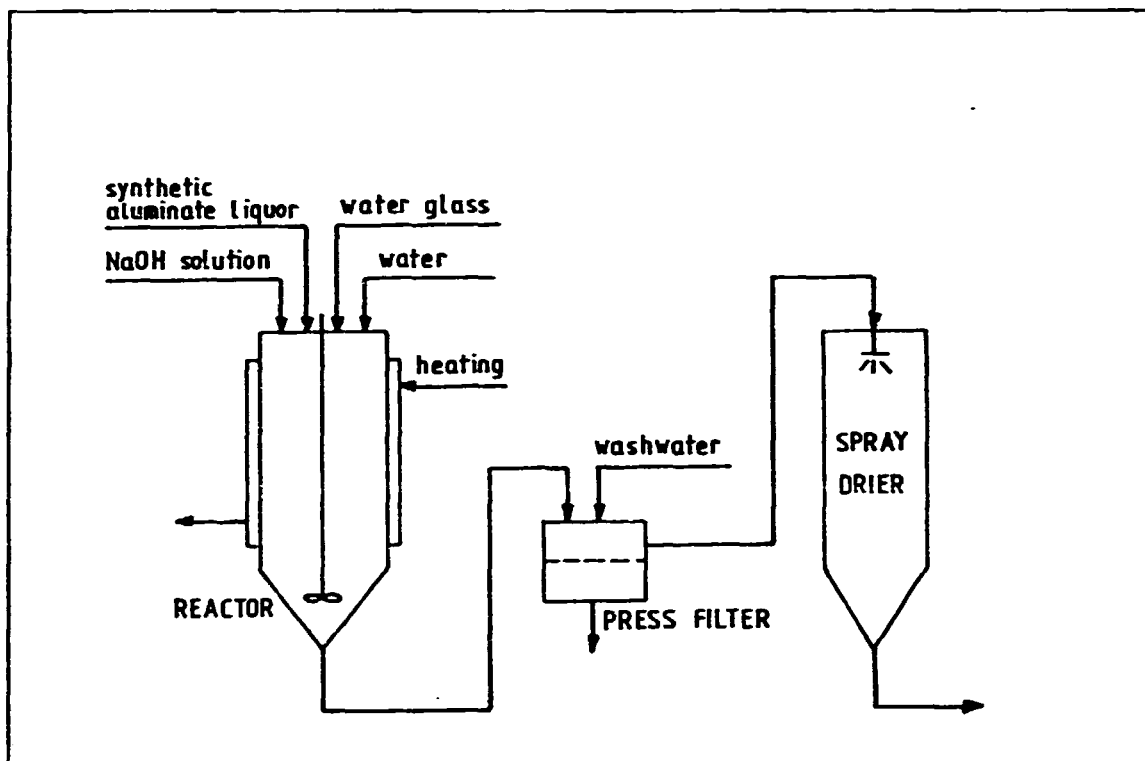 synthetic
aluminate liquor
water glass
NaOH solution
water
heating
washwater
SPRAY
DRIER
REACTOR
PRESS FILTER